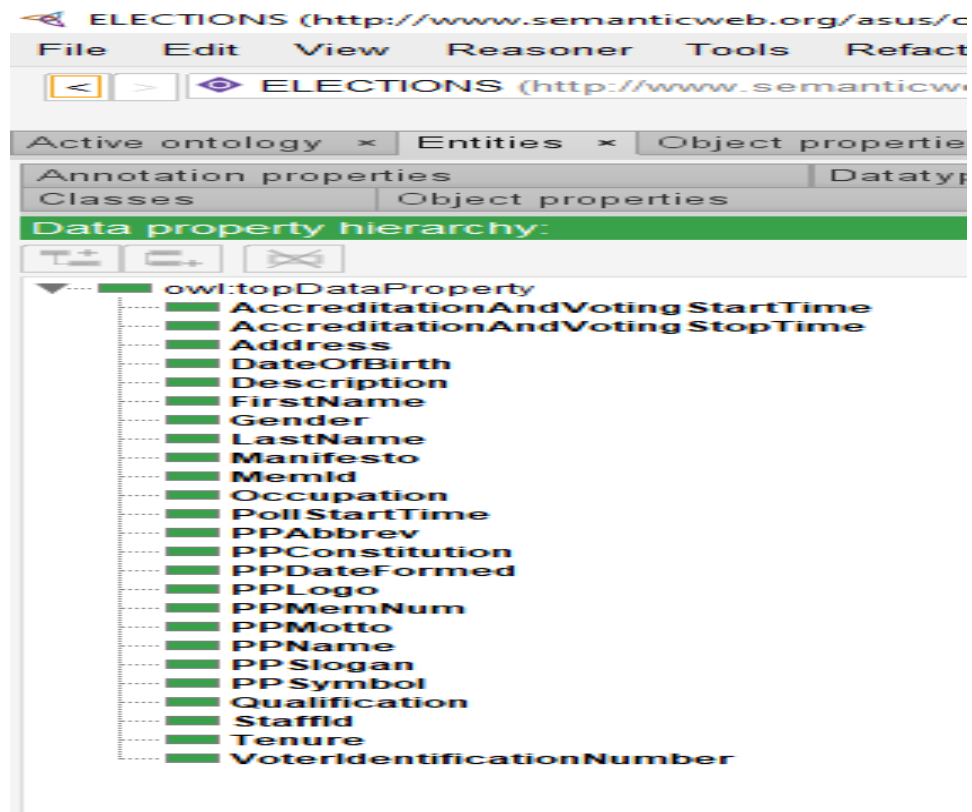 ELECTIONS (http://www.semanticweb.org/asus/o
File Edit View Reasoner Tools Refact
< > ELECTIONS (http://www.semanticwe
Active ontology × Entities × Object propertie
Annotation properties Datatyp
Classes Object properties
Data property hierarchy:
owl:topDataProperty
AccreditationAndVotingStartTime
AccreditationAndVotingStopTime
Address
DateOfBirth
Description
FirstName
Gender
LastName
Manifesto
MemId
Occupation
PollStartTime
PPAbbrev
PPConstitution
PPDateFormed
PPLogo
PPMemNum
PPMotto
PPName
PPSlogan
PPSymbol
Qualification
StaffId
Tenure
VoterIdentificationNumber